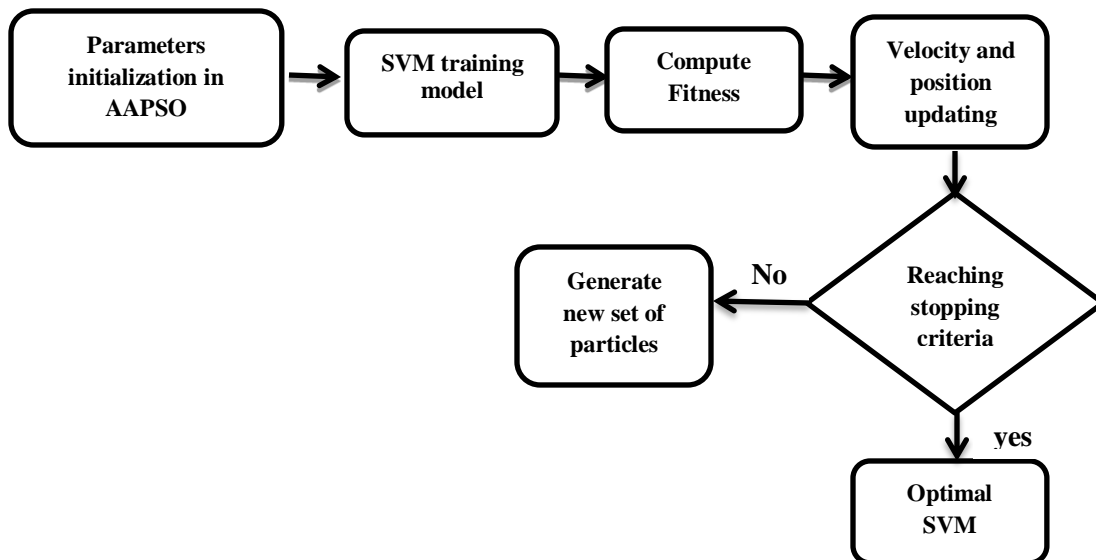 Parameters
initialization in
AAPSO
SVM training
model
Compute
Fitness
Velocity and
position
updating
Reaching
stopping
criteria
No
Generate
new set of
particles
yes
Optimal
SVM